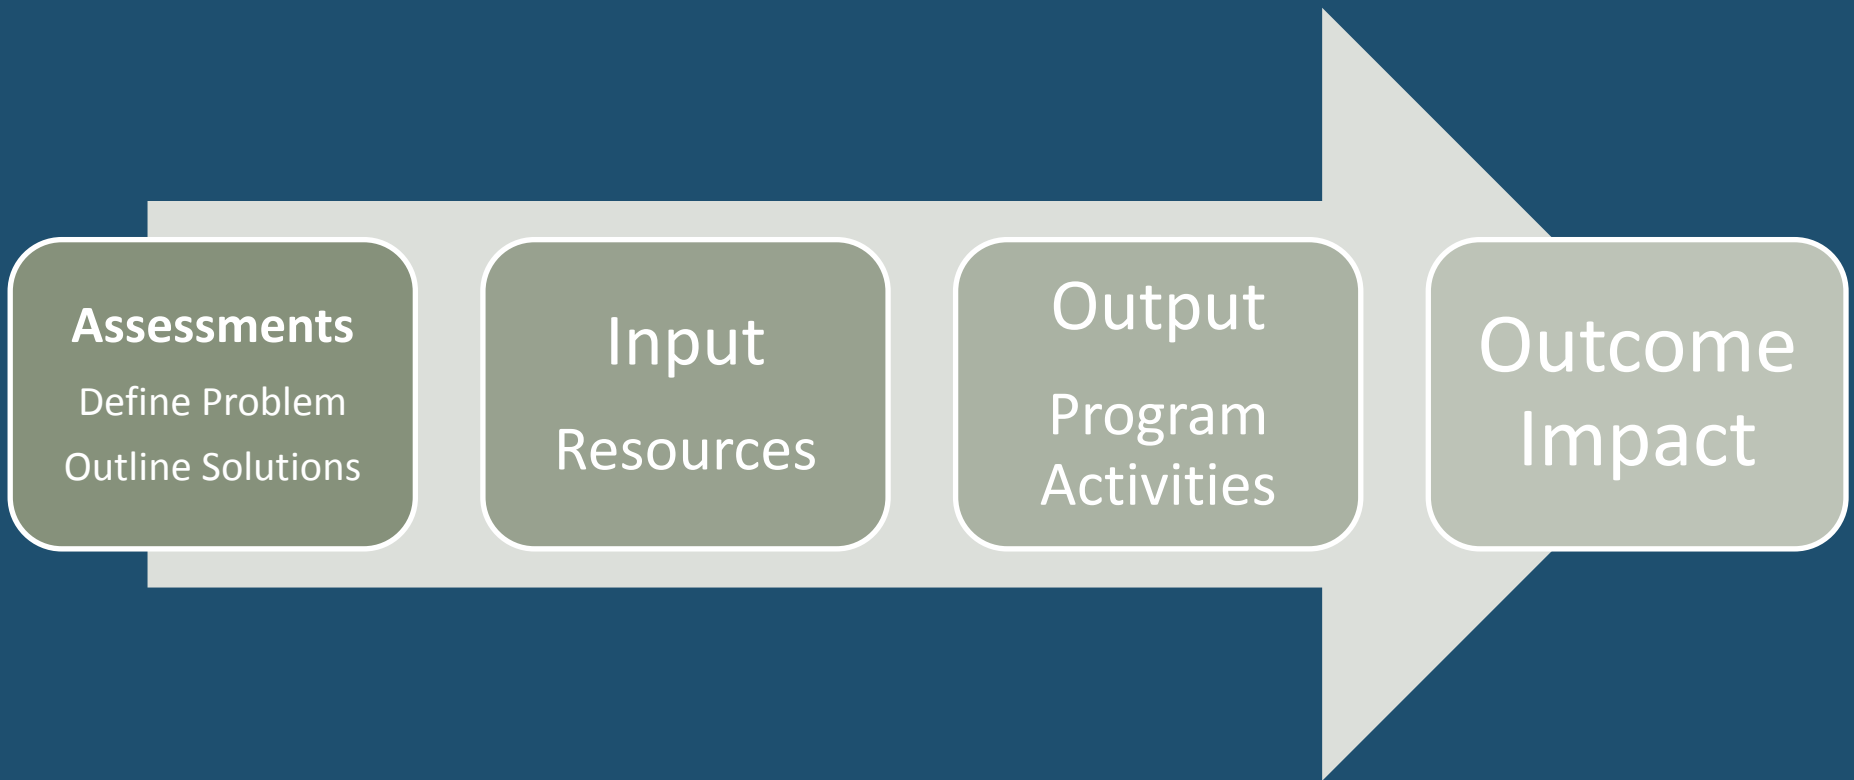 Assessments
Define Problem
Outline Solutions
Input
Resources
Output
Program
Activities
Outcome
Impact